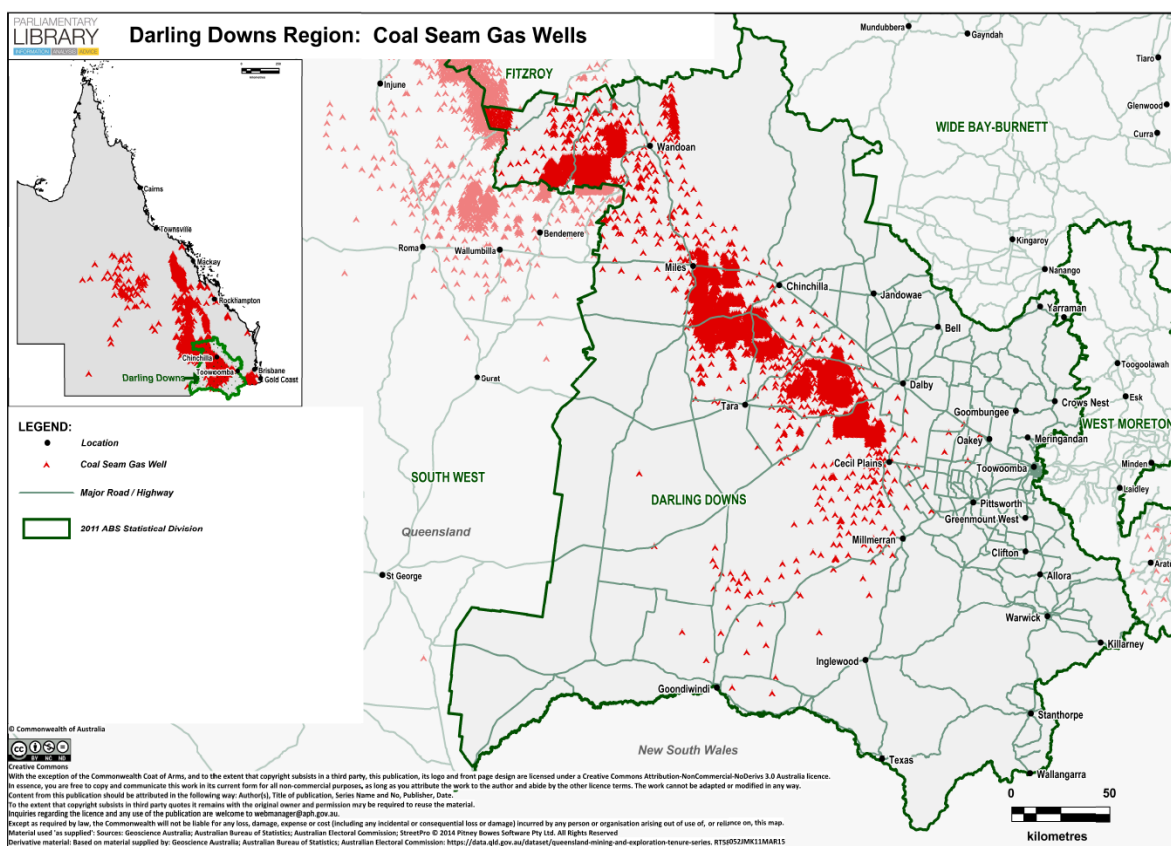 PARLIAMENTARY
LIBRARY
INFORMATION ANALYSIS ADVICE
Darling Downs Region: Coal Seam Gas Wells
kilometres
Cairns
Townsville
Mackay
Rockhampton
Chinchilla
Toowoomba
Brisbane
Gold Coast
Darling Downs
LEGEND:
Location
Coal Seam Gas Well
Major Road / Highway
2011 ABS Statistical Division
Mundubbera
Gayndah
Tiaro
Injune
FITZROY
Glenwood
Curra
WIDE BAY-BURNETT
Wandoan
Bendemere
Kingaroy
Roma
Wallumbilla
Miles
Nanango
Chinchilla
Jandowae
Yarraman
Bell
Toogoolawah
Surat
Dalby
Esk
Tara
Crows Nest
Goombungee
WEST MORETON
Oakey
Meringandan
Cecil Plains
Toowoomba
Minden
SOUTH WEST
Laidley
DARLING DOWNS
Pittsworth
Greenmount West
Queensland
Millmerran
Clifton
Arat
St George
Allora
Warwick
Killarney
Inglewood
Goondiwindi
Stanthorpe
New South Wales
Texas
Wallangarra
0 50
kilometres
© Commonwealth of Australia
CC BY NC ND
Creative Commons
With the exception of the Commonwealth Coat of Arms, and to the extent that copyright subsists in a third party, this publication, its logo and front page design are licensed under a Creative Commons Attribution-NonCommercial-NoDerivs 3.0 Australia licence.
In essence, you are free to copy and communicate this work in its current form for all non-commercial purposes, as long as you attribute the work to the author and abide by the other licence terms. The work cannot be adapted or modified in any way.
Content from this publication should be attributed in the following way: Author(s), Title of publication, Series Name and No, Publisher, Date.
To the extent that copyright subsists in third party quotes it remains with the original owner and permission may be required to reuse the material.
Inquiries regarding the licence and any use of the publication are welcome to webmanager@aph.gov.au.
Except as required by law, the Commonwealth will not be liable for any loss, damage, expense or cost (including any incidental or consequential loss or damage) incurred by any person or organisation arising out of use of, or reliance on, this map.
Material used 'as supplied': Sources: Geoscience Australia; Australian Bureau of Statistics; Australian Electoral Commission; StreetPro © 2014 Pitney Bowes Software Pty Ltd. All Rights Reserved
Derivative material: Based on material supplied by: Geoscience Australia; Australian Bureau of Statistics; Australian Electoral Commission: https://data.qld.gov.au/dataset/queensland-mining-and-exploration-tenure-series. RTSB052JMK11MAR15